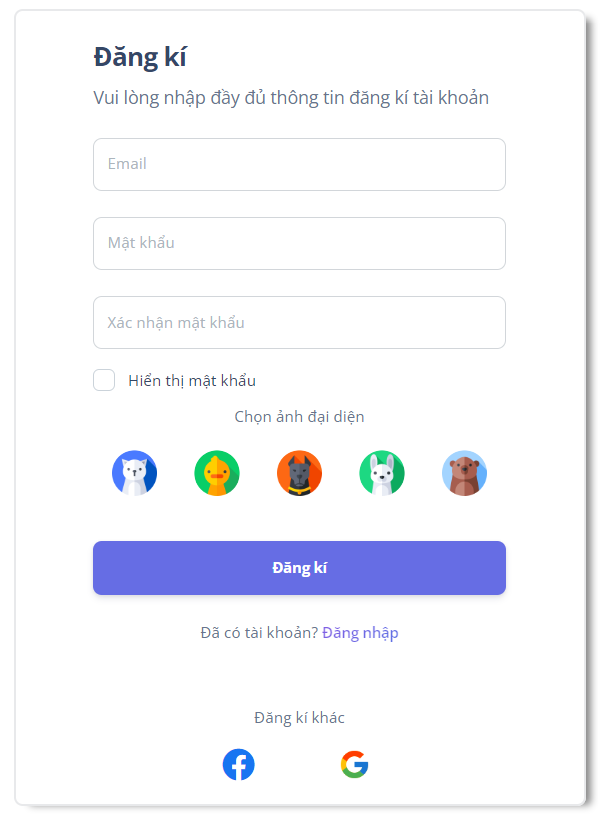 Đăng kí
Vui lòng nhập đầy đủ thông tin đăng kí tài khoản
Email
Mật khẩu
Xác nhận mật khẩu
Hiển thị mật khẩu
Chọn ảnh đại diện
Đăng kí
Đã có tài khoản? Đăng nhập
Đăng kí khác